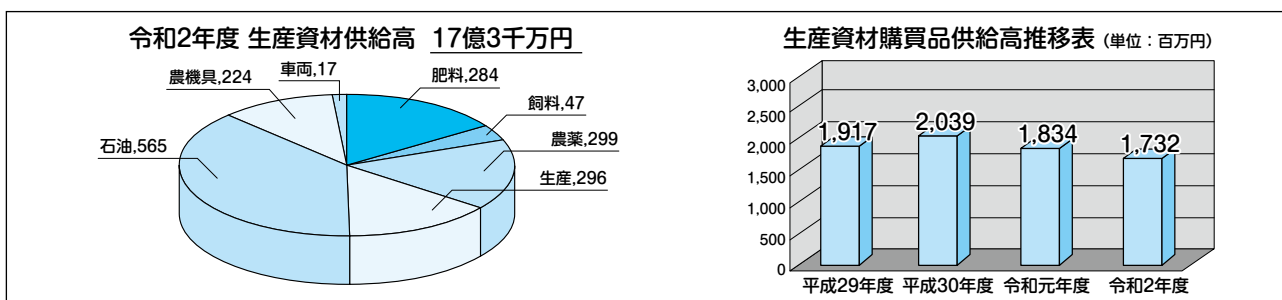 令和2年度 生産資材供給高 17億3千万円
車両,17
肥料,284
農機具,224
飼料,47
農薬,299
石油,565
生産,296
生産資材購買品供給高推移表 (単位：百万円)
3,000
2,500
2,000
1,500
1,000
500
0
1,917
2,039
1,834
1,732
平成29年度 平成30年度 令和元年度 令和2年度